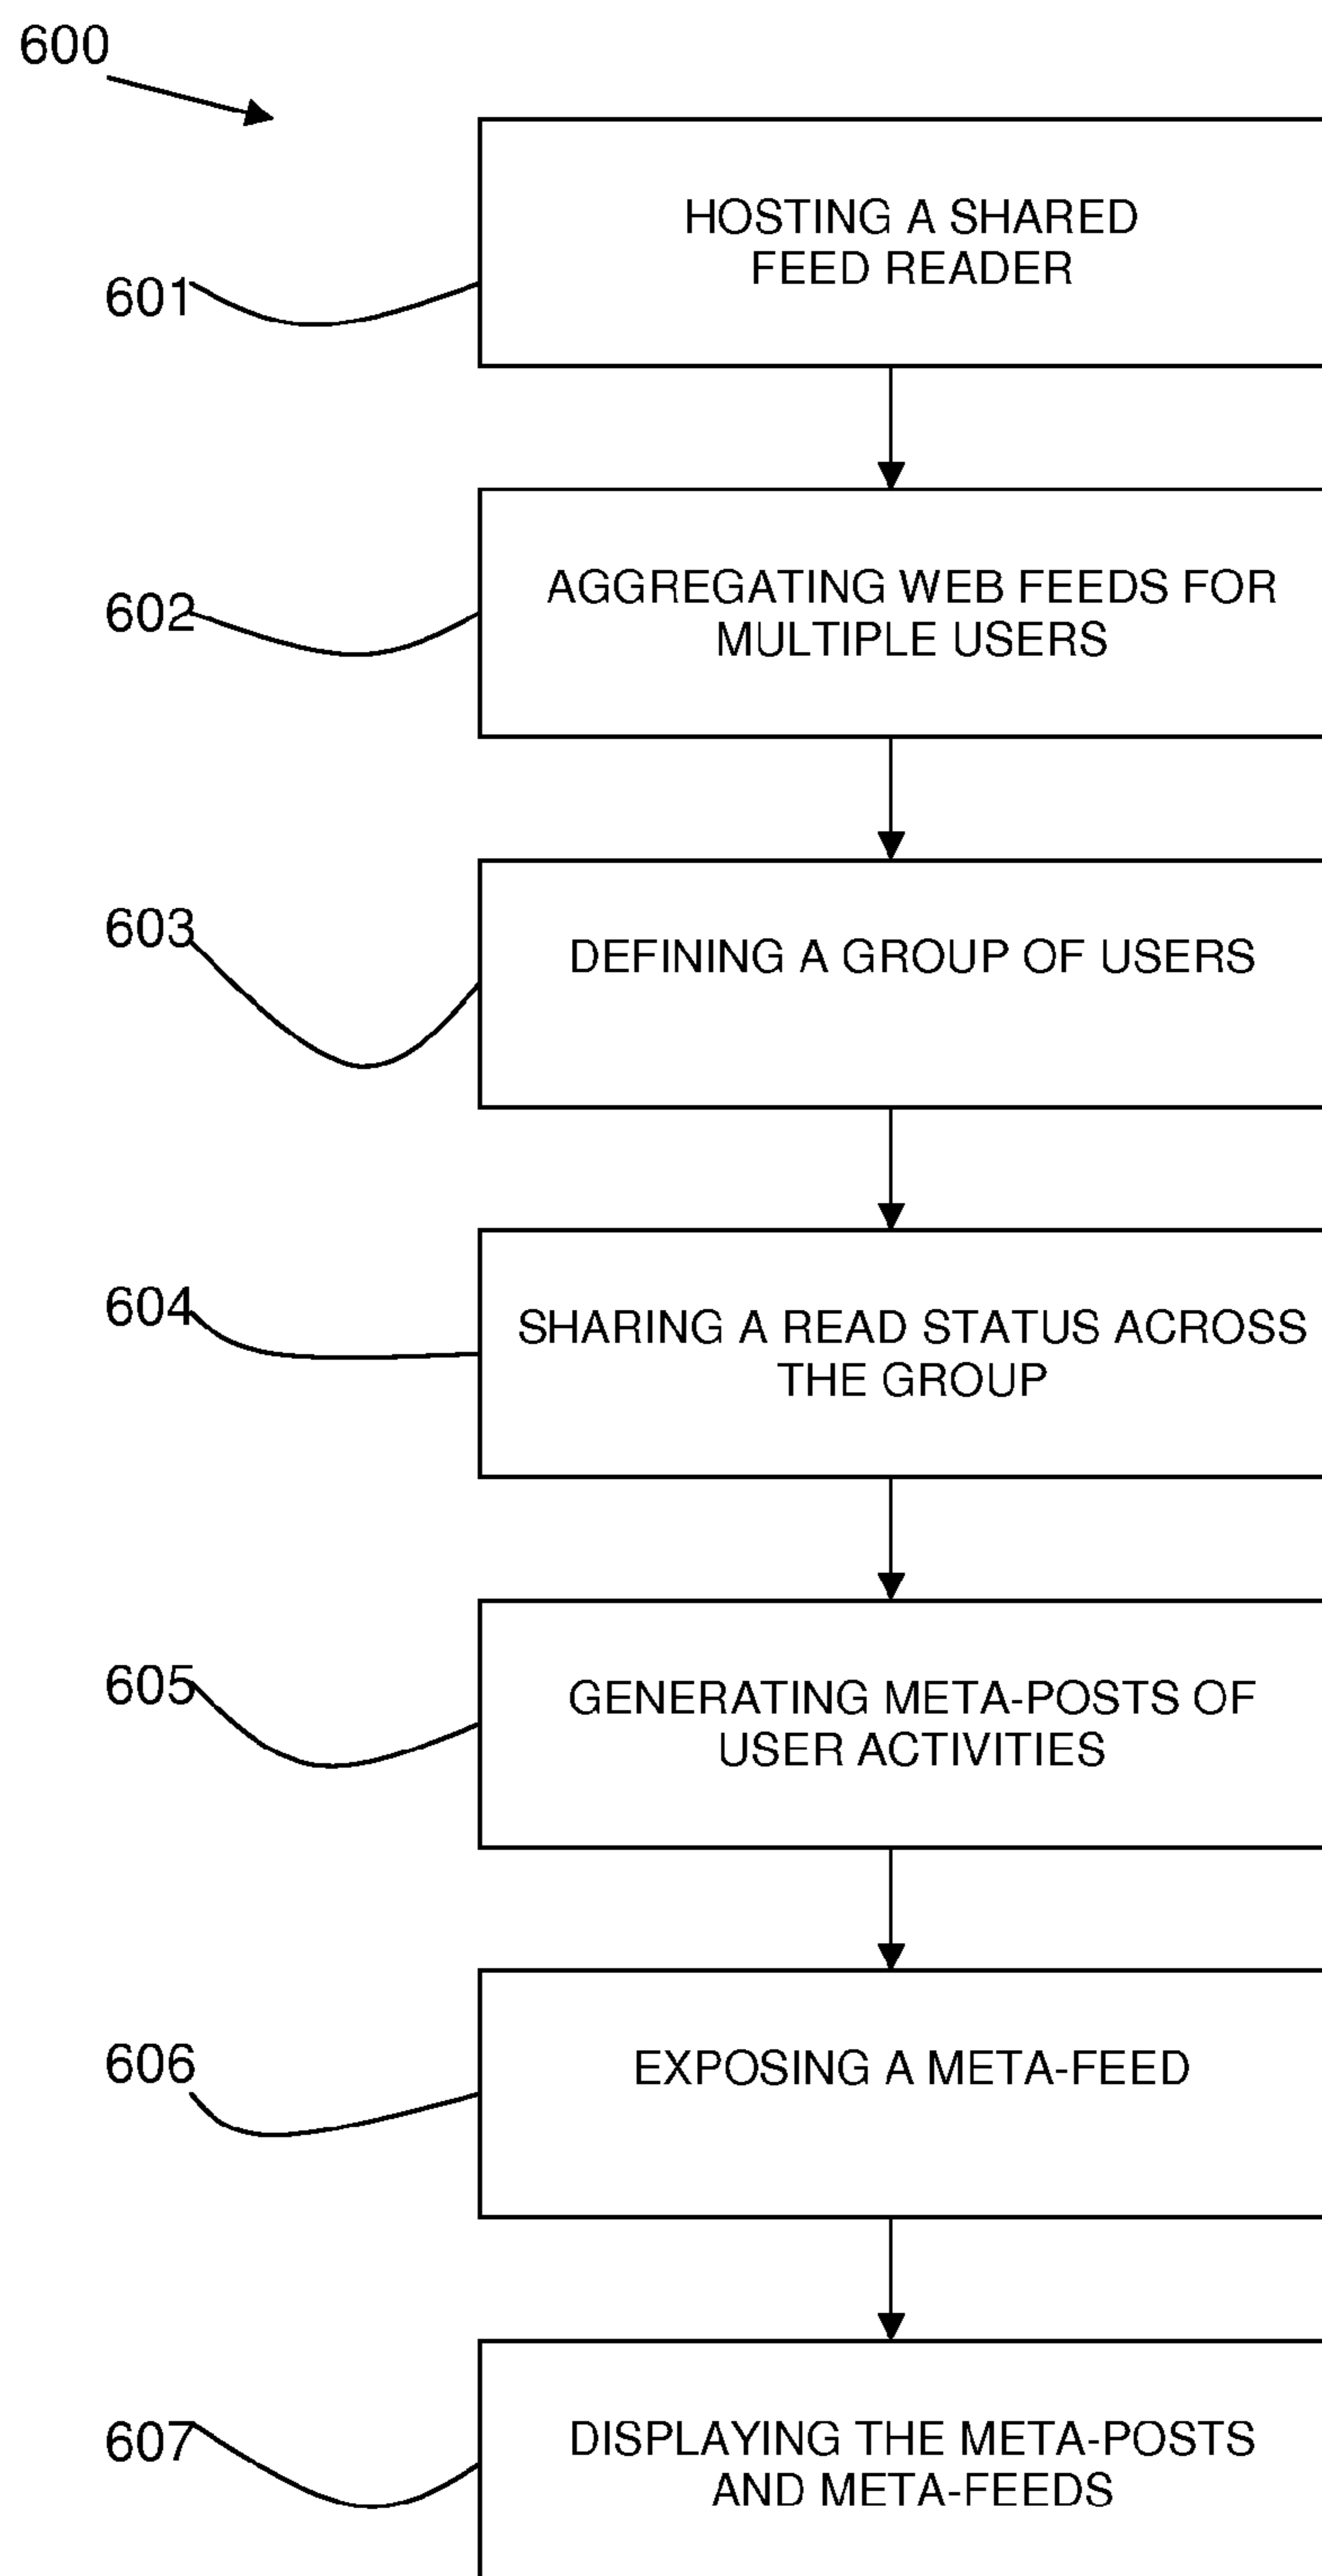 600
HOSTING A SHARED
FEED READER
601
AGGREGATING WEB FEEDS FOR
MULTIPLE USERS
602
603
DEFINING A GROUP OF USERS
604
SHARING A READ STATUS ACROSS
THE GROUP
605
GENERATING META-POSTS OF
USER ACTIVITIES
606
EXPOSING A META-FEED
607
DISPLAYING THE META-POSTS
AND META-FEEDS